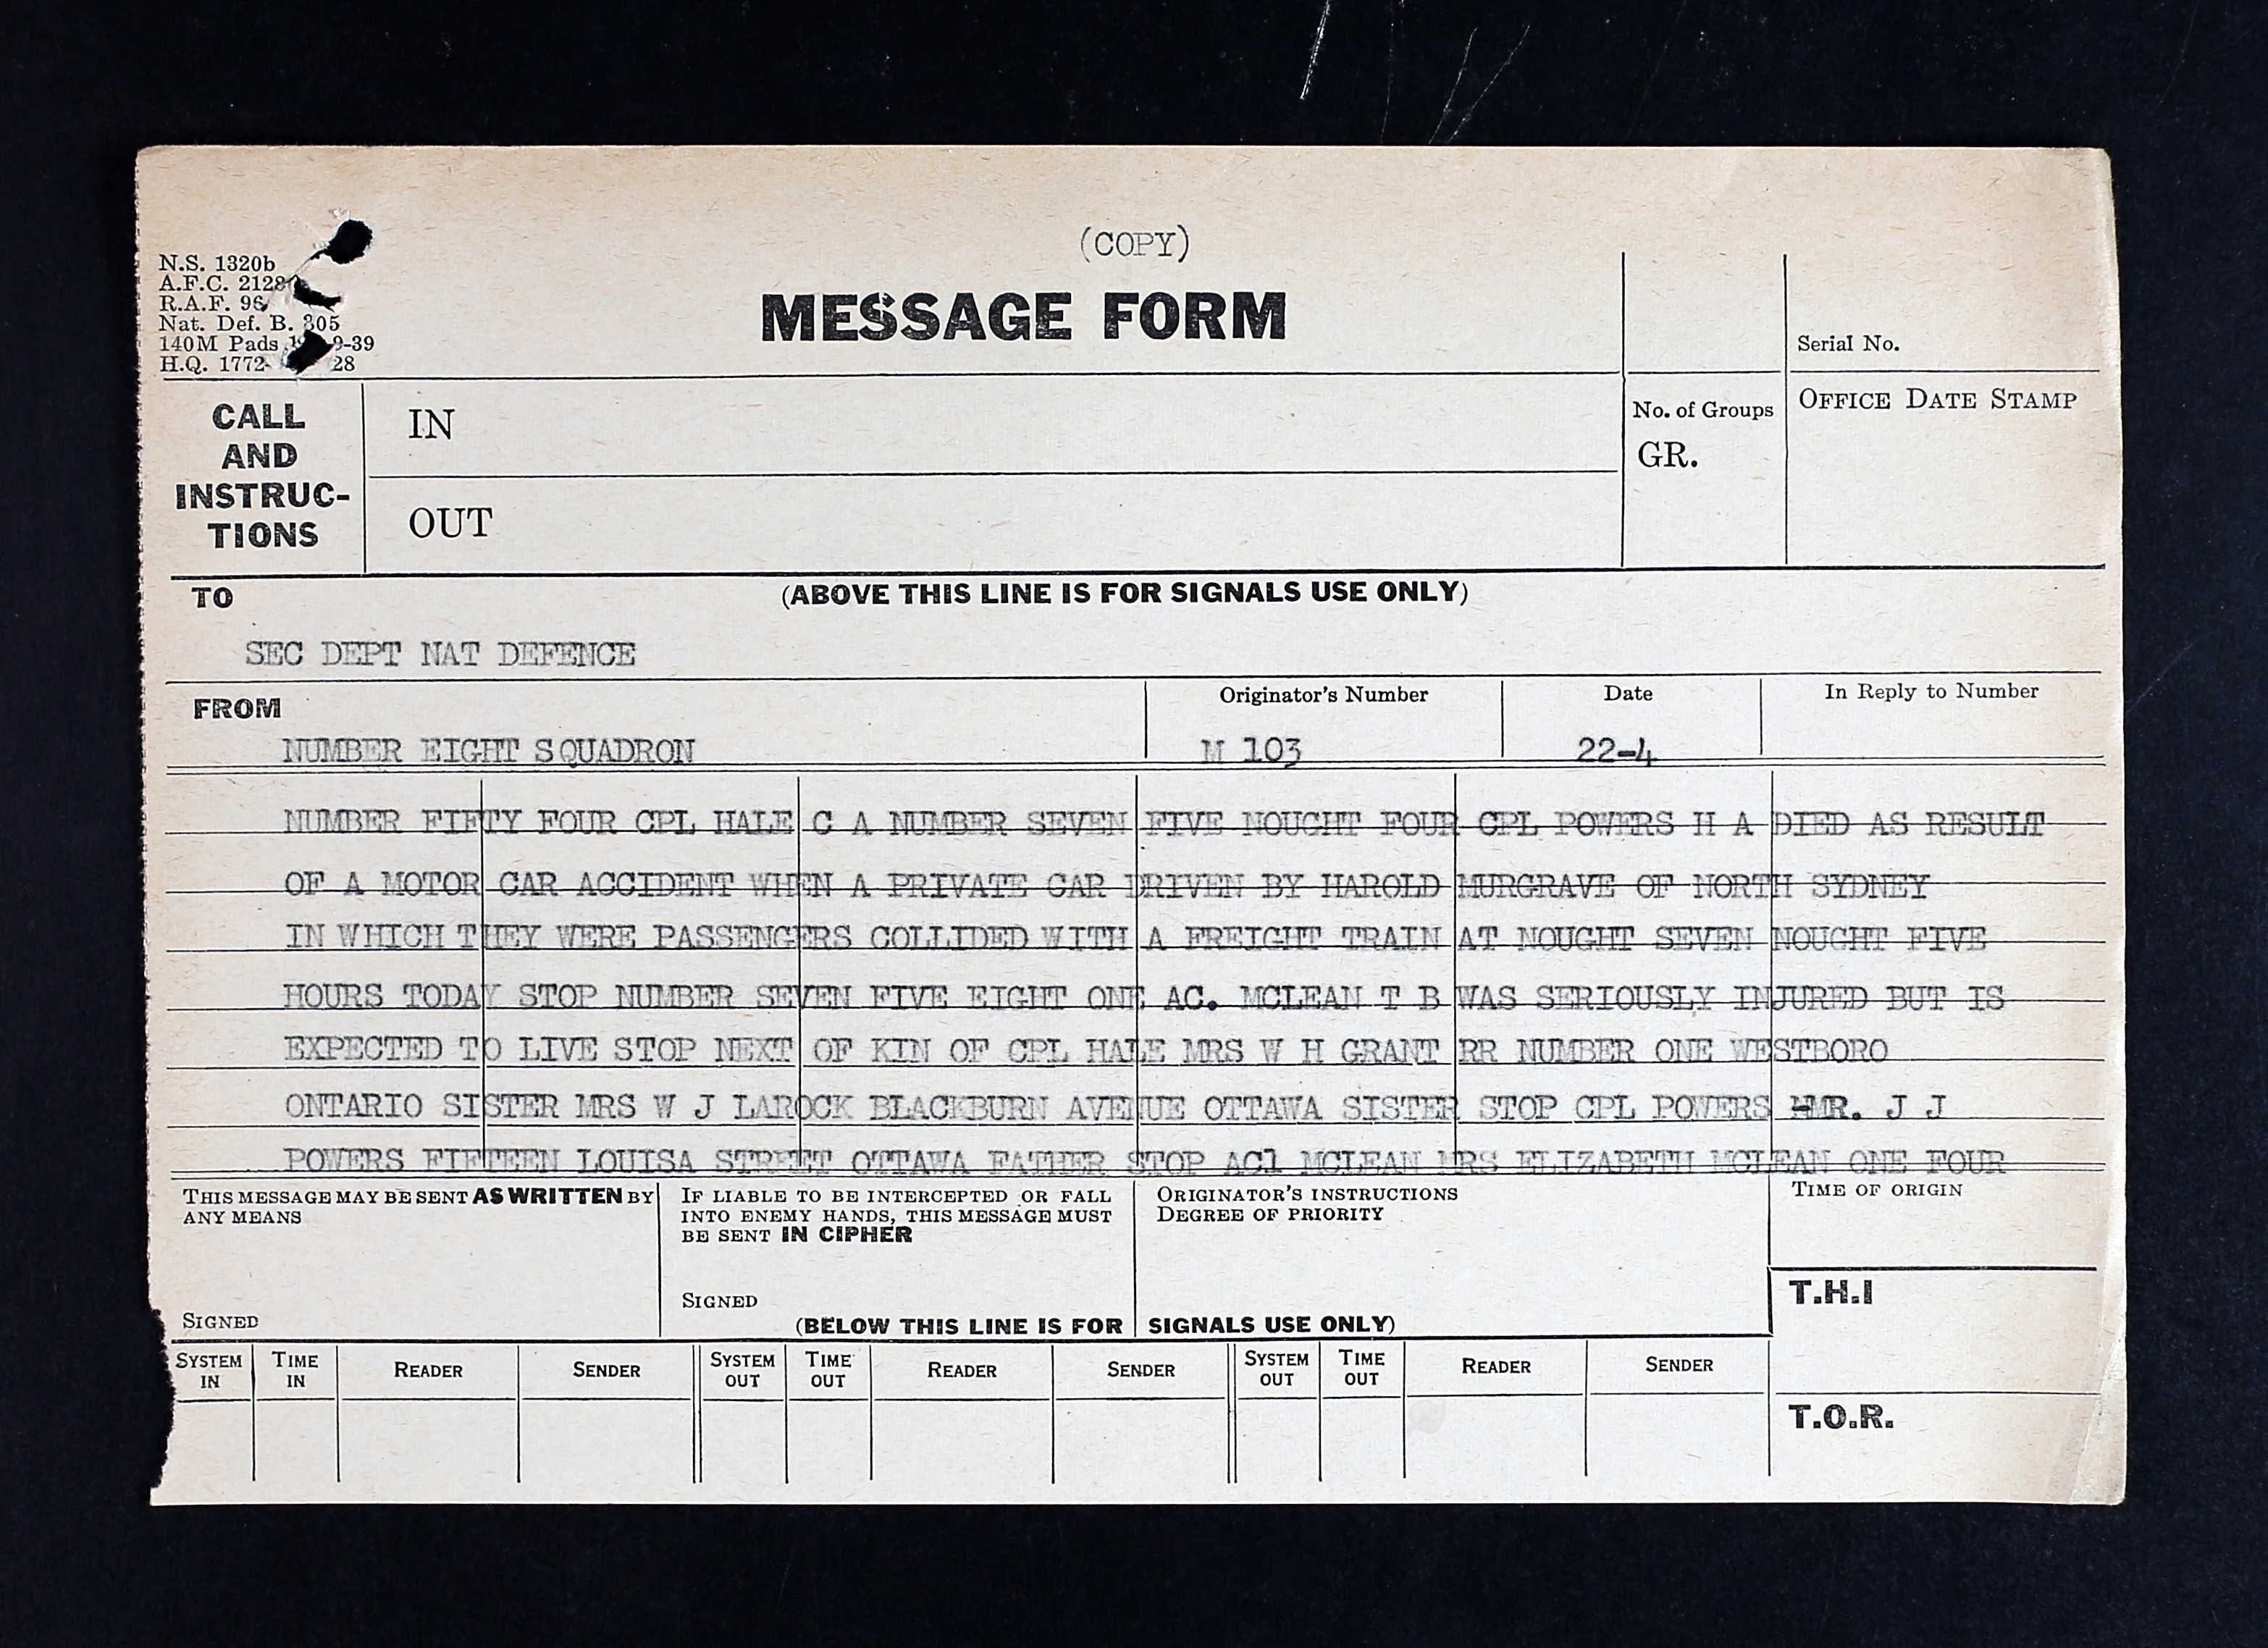 (COPY)
N.S. 1320b
A.F.C. 2128
R.A.F. 96
Nat. Def. B. 305
140M Pads 9-39
H.Q. 1772- 28
MESSAGE FORM
Serial No.
CALL AND INSTRUC-TIONS
IN
OUT
No. of Groups
GR.
OFFICE DATE STAMP
TO
(ABOVE THIS LINE IS FOR SIGNALS USE ONLY)
SEC DEPT NAT DEFENCE
FROM
Originator's Number
Date
In Reply to Number
NUMBER EIGHT SQUADRON
M 103
22-4
NUMBER FIFTY FOUR CPL HALE C A NUMBER SEVEN FIVE NOUGHT FOUR CPL POWERS H A DIED AS RESULT
OF A MOTOR CAR ACCIDENT WHEN A PRIVATE CAR DRIVEN BY HAROLD MURGRAVE OF NORTH SYDNEY
IN WHICH THEY WERE PASSENGERS COLLIDED WITH A FREIGHT TRAIN AT NOUGHT SEVEN NOUGHT FIVE
HOURS TODAY STOP NUMBER SEVEN FIVE EIGHT ONE AC. MCLEAN T B WAS SERIOUSLY INJURED BUT IS
EXPECTED TO LIVE STOP NEXT OF KIN OF CPL HALE MRS W H GRANT RR NUMBER ONE WESTBORO
ONTARIO SISTER MRS W J LAROCK BLACKBURN AVENUE OTTAWA SISTER STOP CPL POWERS MR. J J
POWERS FIFTEEN LOUISA STREET OTTAWA FATHER STOP AC1 MCLEAN MRS ELIZABETH MCLEAN ONE FOUR
THIS MESSAGE MAY BE SENT AS WRITTEN BY
ANY MEANS
SIGNED
IF LIABLE TO BE INTERCEPTED OR FALL
INTO ENEMY HANDS, THIS MESSAGE MUST
BE SENT IN CIPHER
SIGNED
ORIGINATOR'S INSTRUCTIONS
DEGREE OF PRIORITY
TIME OF ORIGIN
T.H.I
(BELOW THIS LINE IS FOR SIGNALS USE ONLY)
SYSTEM IN
TIME IN
READER
SENDER
SYSTEM OUT
TIME OUT
READER
SENDER
SYSTEM OUT
TIME OUT
READER
SENDER
T.O.R.